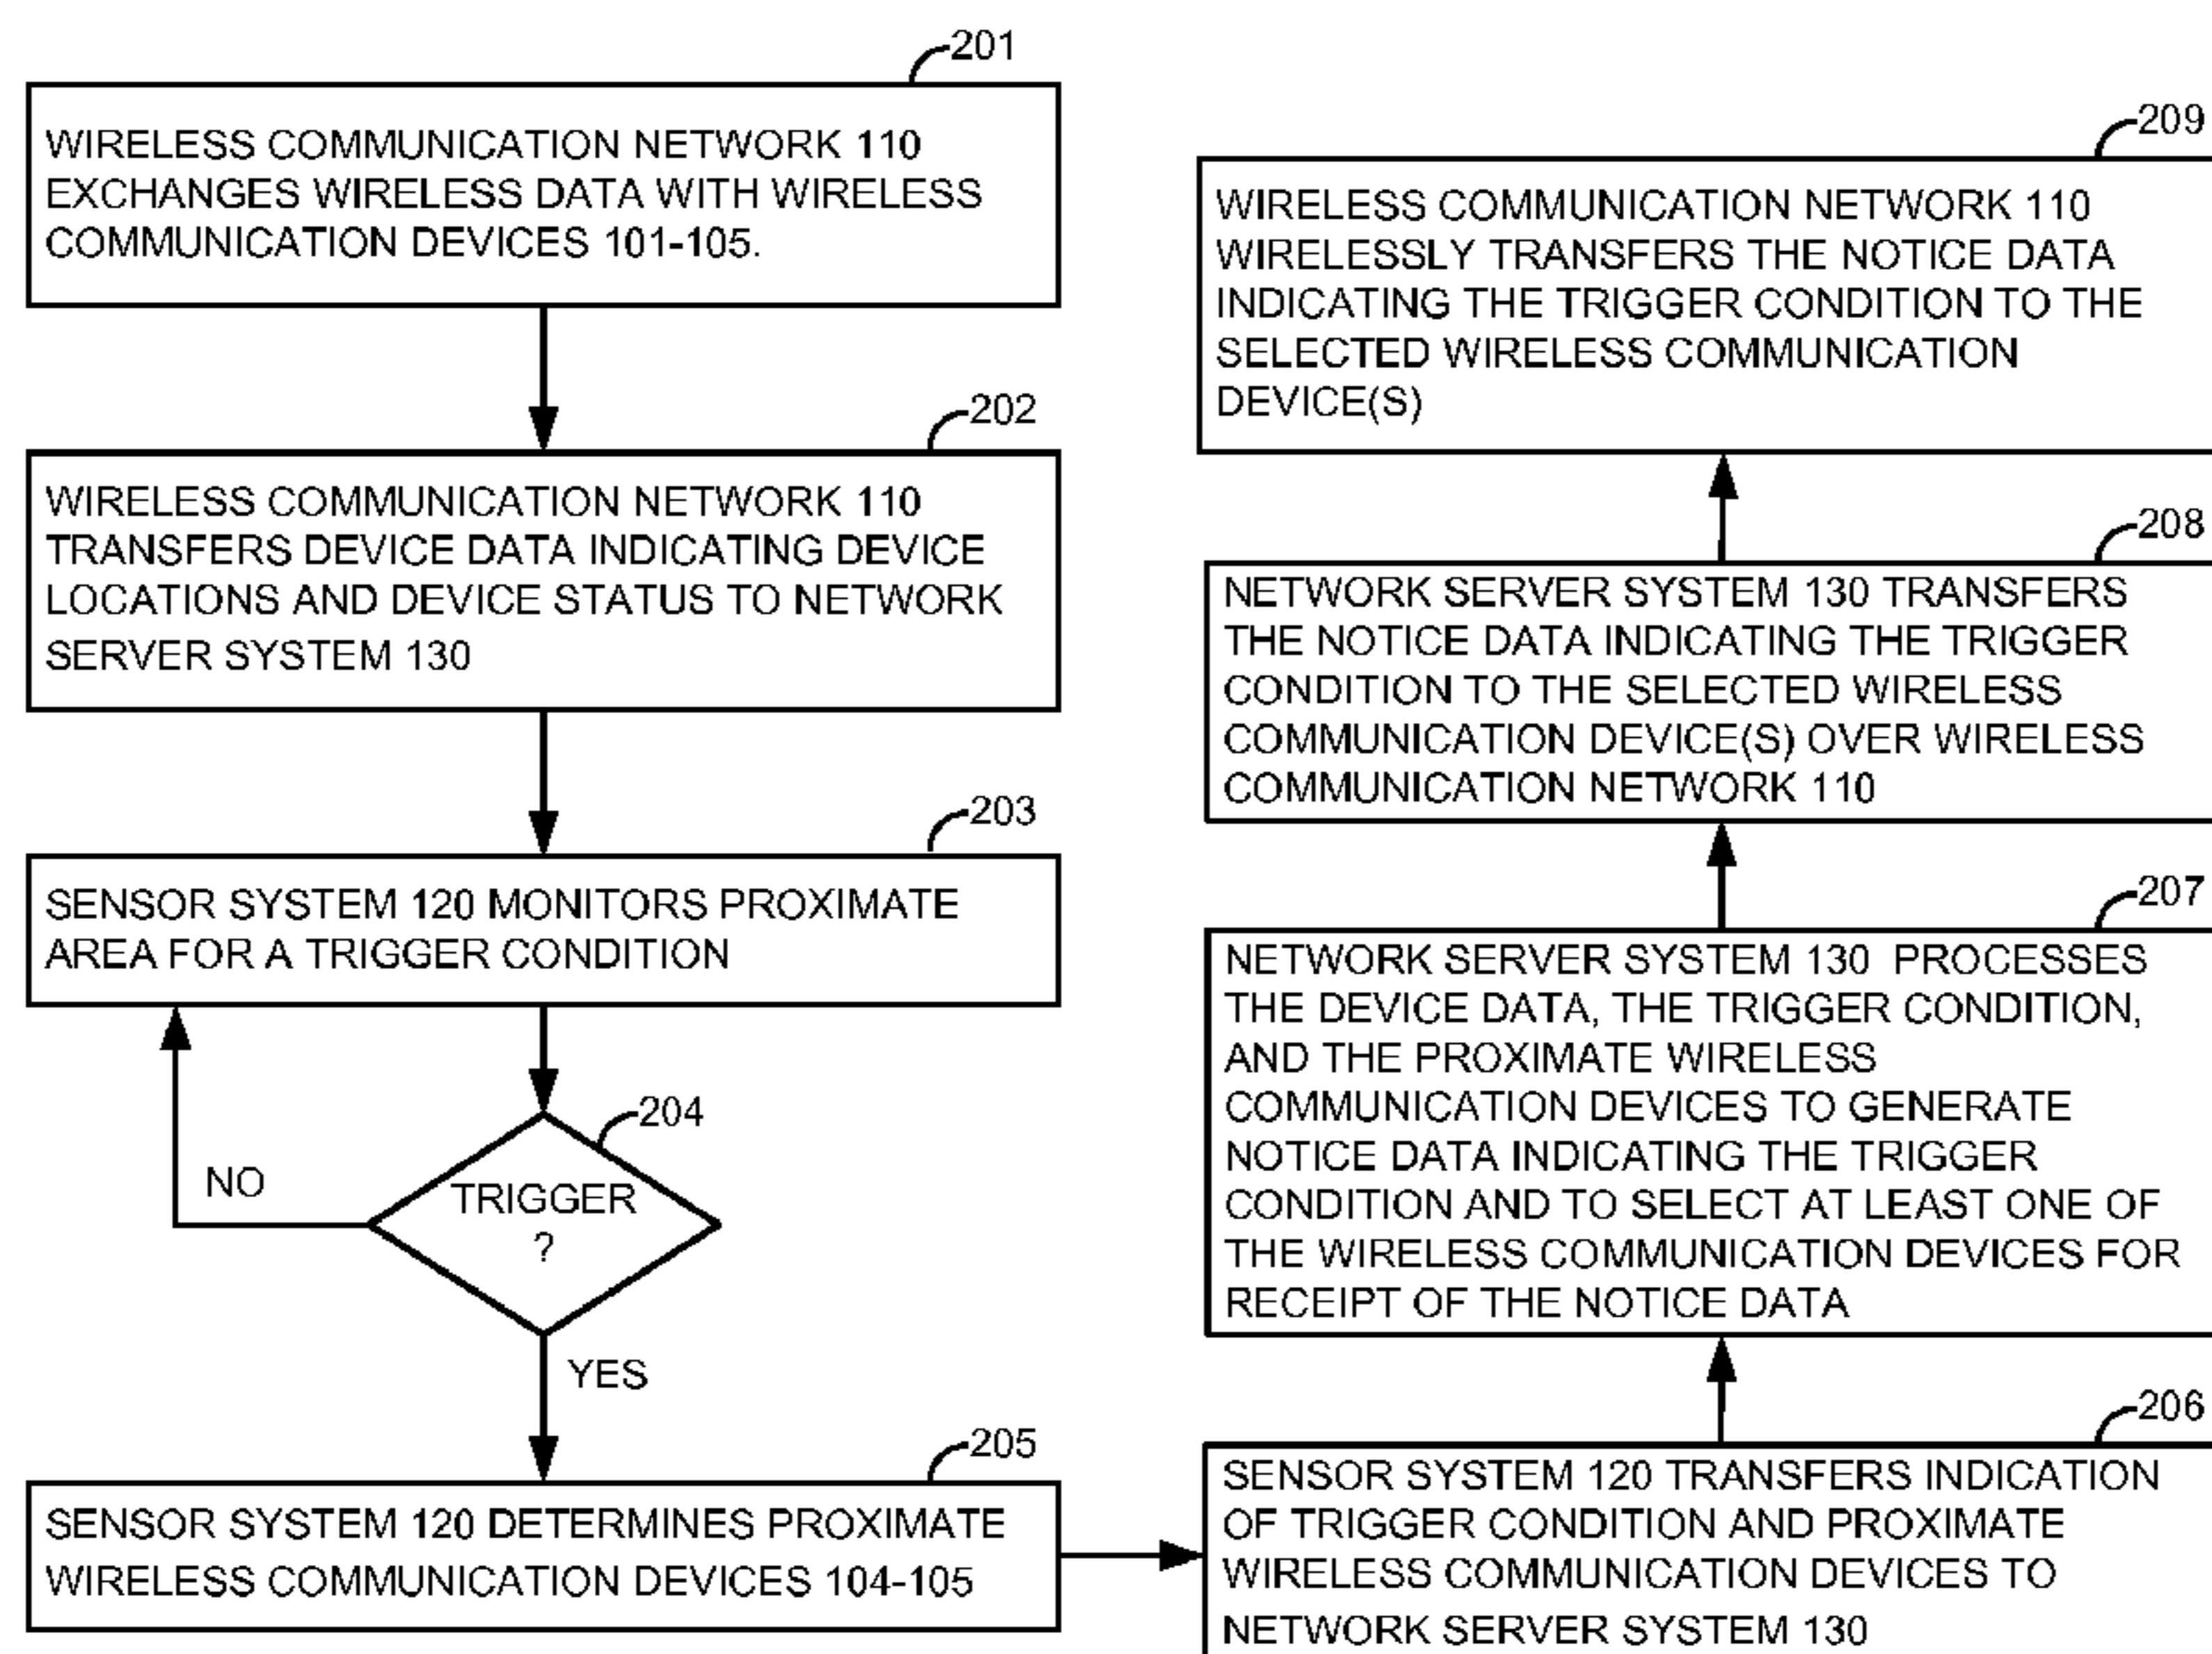 201
WIRELESS COMMUNICATION NETWORK 110
EXCHANGES WIRELESS DATA WITH WIRELESS
COMMUNICATION DEVICES 101-105.
202
WIRELESS COMMUNICATION NETWORK 110
TRANSFERS DEVICE DATA INDICATING DEVICE
LOCATIONS AND DEVICE STATUS TO NETWORK
SERVER SYSTEM 130
203
SENSOR SYSTEM 120 MONITORS PROXIMATE
AREA FOR A TRIGGER CONDITION
204
TRIGGER
?
NO
YES
205
SENSOR SYSTEM 120 DETERMINES PROXIMATE
WIRELESS COMMUNICATION DEVICES 104-105
206
SENSOR SYSTEM 120 TRANSFERS INDICATION
OF TRIGGER CONDITION AND PROXIMATE
WIRELESS COMMUNICATION DEVICES TO
NETWORK SERVER SYSTEM 130
207
NETWORK SERVER SYSTEM 130 PROCESSES
THE DEVICE DATA, THE TRIGGER CONDITION,
AND THE PROXIMATE WIRELESS
COMMUNICATION DEVICES TO GENERATE
NOTICE DATA INDICATING THE TRIGGER
CONDITION AND TO SELECT AT LEAST ONE OF
THE WIRELESS COMMUNICATION DEVICES FOR
RECEIPT OF THE NOTICE DATA
208
NETWORK SERVER SYSTEM 130 TRANSFERS
THE NOTICE DATA INDICATING THE TRIGGER
CONDITION TO THE SELECTED WIRELESS
COMMUNICATION DEVICE(S) OVER WIRELESS
COMMUNICATION NETWORK 110
209
WIRELESS COMMUNICATION NETWORK 110
WIRELESSLY TRANSFERS THE NOTICE DATA
INDICATING THE TRIGGER CONDITION TO THE
SELECTED WIRELESS COMMUNICATION
DEVICE(S)